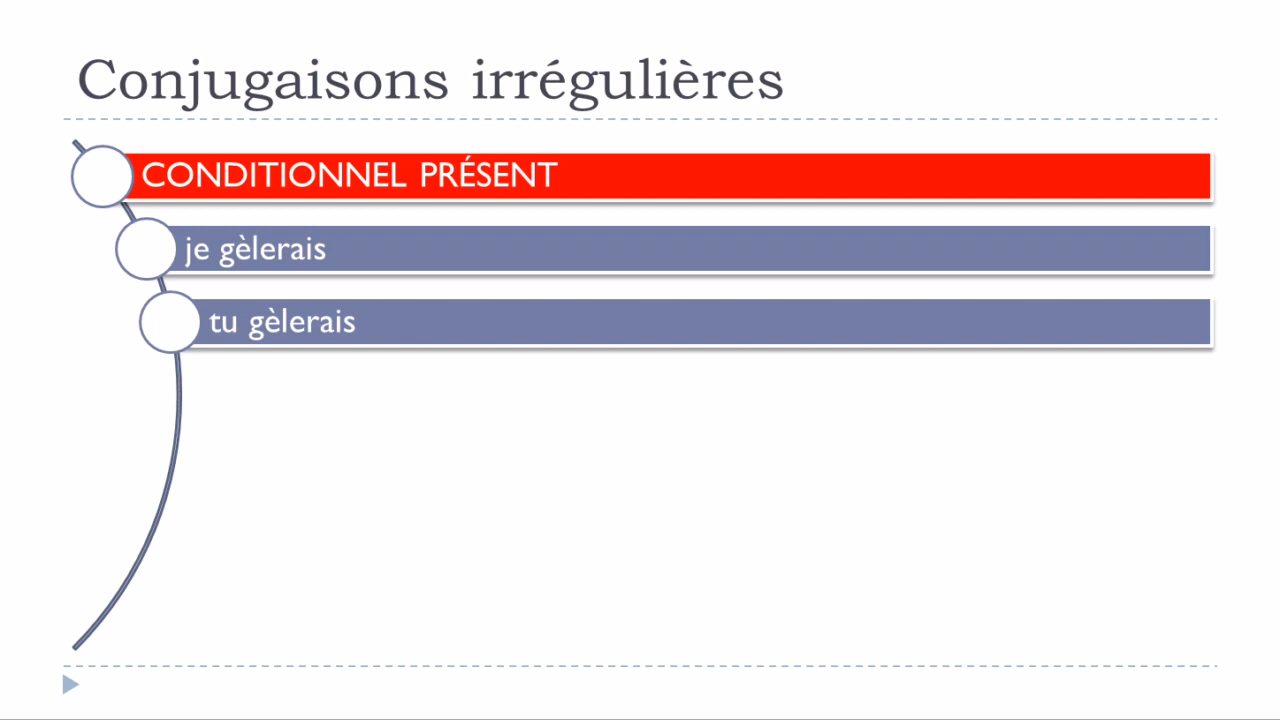 Conjugaisons irrégulières
CONDITIONNEL PRÉSENT
je gèlerais
tu gèlerais